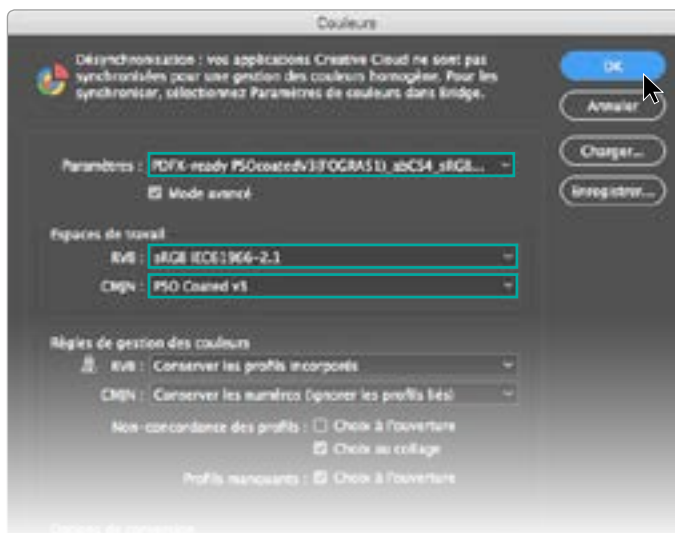 Couleurs
Désynchronisation : vos applications Creative Cloud ne sont pas
synchronisées pour une gestion des couleurs homogène. Pour les
synchroniser, sélectionnez Paramètres de couleurs dans Bridge.
OK
Annuler
Charger...
Enregistrer...
Paramètres : PDFX-ready PSOcoatedV3(FOGRA51)_abCS4_sRGB...
Mode avancé
Espaces de travail
RVB : sRGB IEC61966-2.1
CMJN : PSO Coated v3
Règles de gestion des couleurs
RVB : Conserver les profils incorporés
CMJN : Conserver les numéros (ignorer les profils liés)
Non-concordance des profils : Choix à l'ouverture
Choix au collage
Profils manquants : Choix à l'ouverture
Options de conversion